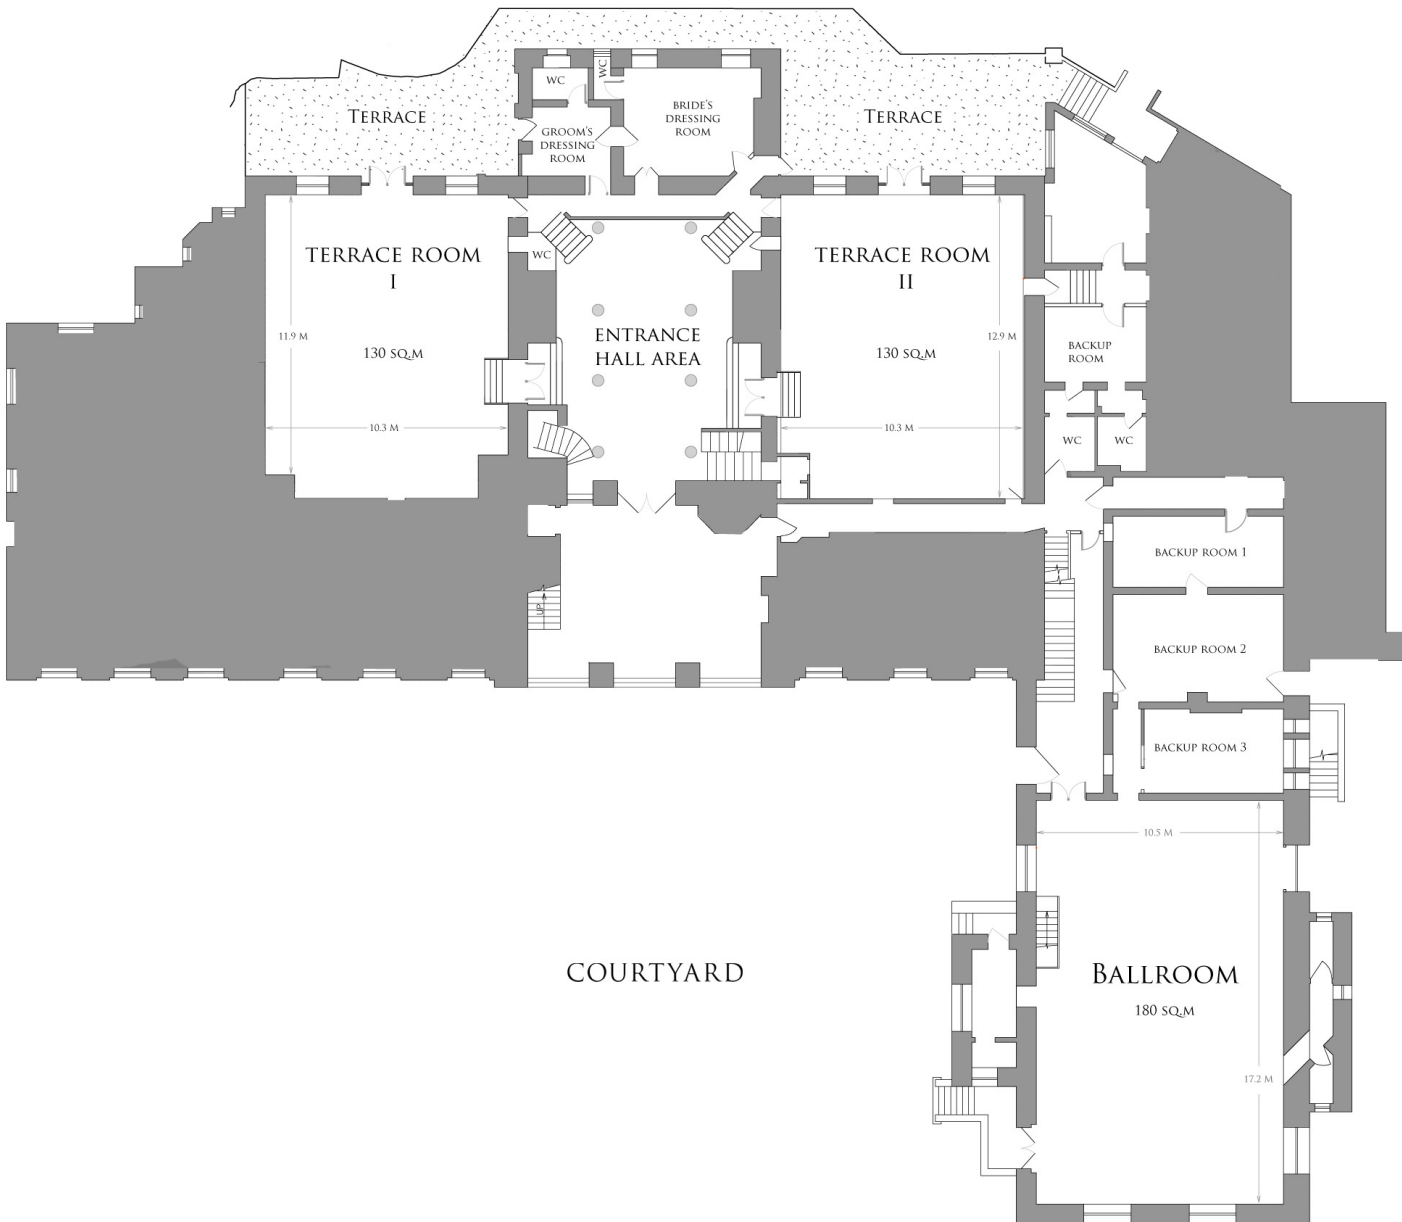 WC
WC
TERRACE
BRIDE'S
DRESSING
ROOM
TERRACE
GROOM'S
DRESSING
ROOM
TERRACE ROOM
I
WC
TERRACE ROOM
II
11.9 M
130 SQ.M
ENTRANCE
HALL AREA
12.9 M
130 SQ.M
BACKUP
ROOM
10.3 M
10.3 M
WC
WC
BACKUP ROOM 1
UP
BACKUP ROOM 2
BACKUP ROOM 3
10.5 M
COURTYARD
BALLROOM
180 SQ.M
17.2 M